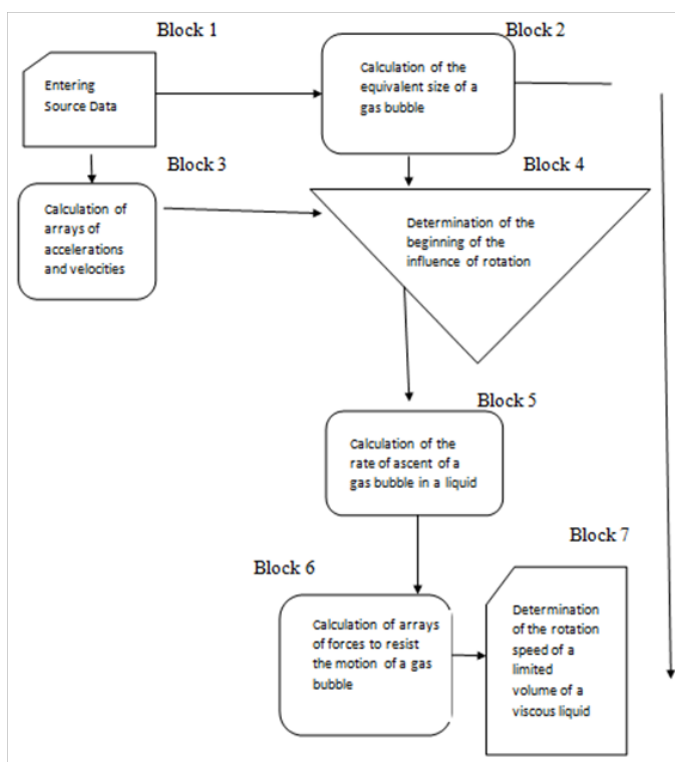 Block 1
Entering
Source Data
Block 2
Calculation of the
equivalent size of a
gas bubble
Block 3
Calculation of
arrays of
accelerations
and velocities
Block 4
Determination of the
beginning of the
influence of rotation
Block 5
Calculation of the
rate of ascent of a
gas bubble in a liquid
Block 6
Calculation of arrays
of forces to resist
the motion of a gas
bubble
Block 7
Determination
of the rotation
speed of a
limited
volume of a
viscous liquid